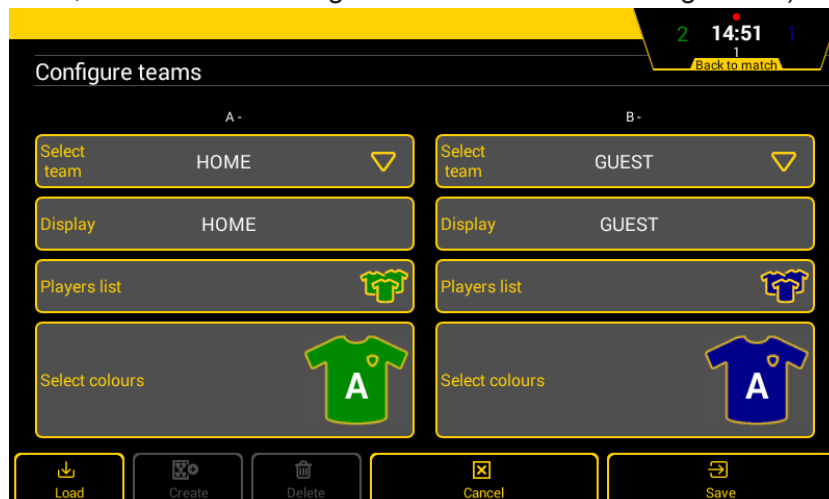 2 14:51 1
1
Back to match
Configure teams
A -
B -
Select team
HOME
Select team
GUEST
Display
HOME
Display
GUEST
Players list
Players list
Select colours
A
Select colours
A
Load
Create
Delete
Cancel
Save